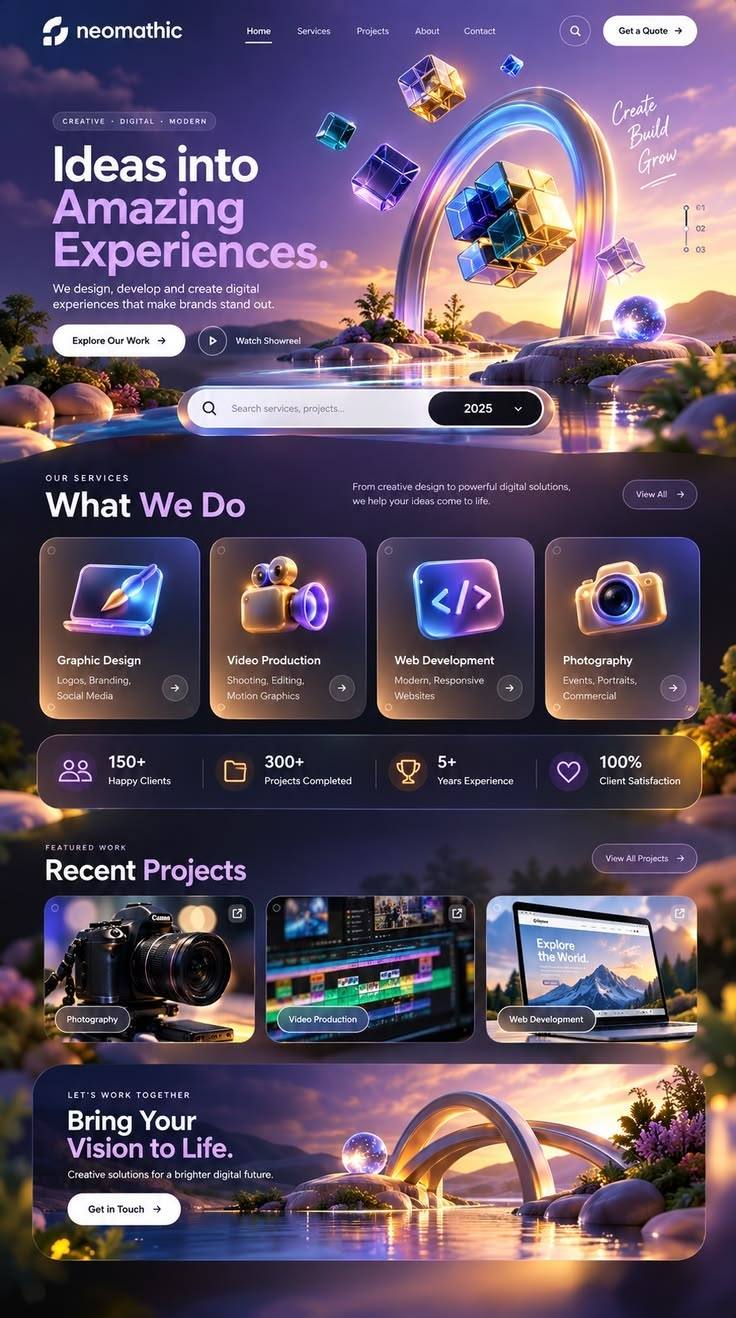 neomathic
Home Services Projects About Contact
Get a Quote →
CREATIVE • DIGITAL • MODERN
Ideas into
Amazing
Experiences.
We design, develop and create digital
experiences that make brands stand out.
Explore Our Work →
Watch Showreel
Create
Build
Grow
01
02
03
Search services, projects...
2025
OUR SERVICES
What We Do
From creative design to powerful digital solutions,
we help your ideas come to life.
View All →
</>
Graphic Design
Logos, Branding,
Social Media
Video Production
Shooting, Editing,
Motion Graphics
Web Development
Modern, Responsive
Websites
Photography
Events, Portraits,
Commercial
150+
Happy Clients
300+
Projects Completed
5+
Years Experience
100%
Client Satisfaction
FEATURED WORK
Recent Projects
View All Projects →
Canon
Photography
Video Production
Explore
the World.
Web Development
LET'S WORK TOGETHER
Bring Your
Vision to Life.
Creative solutions for a brighter digital future.
Get in Touch →